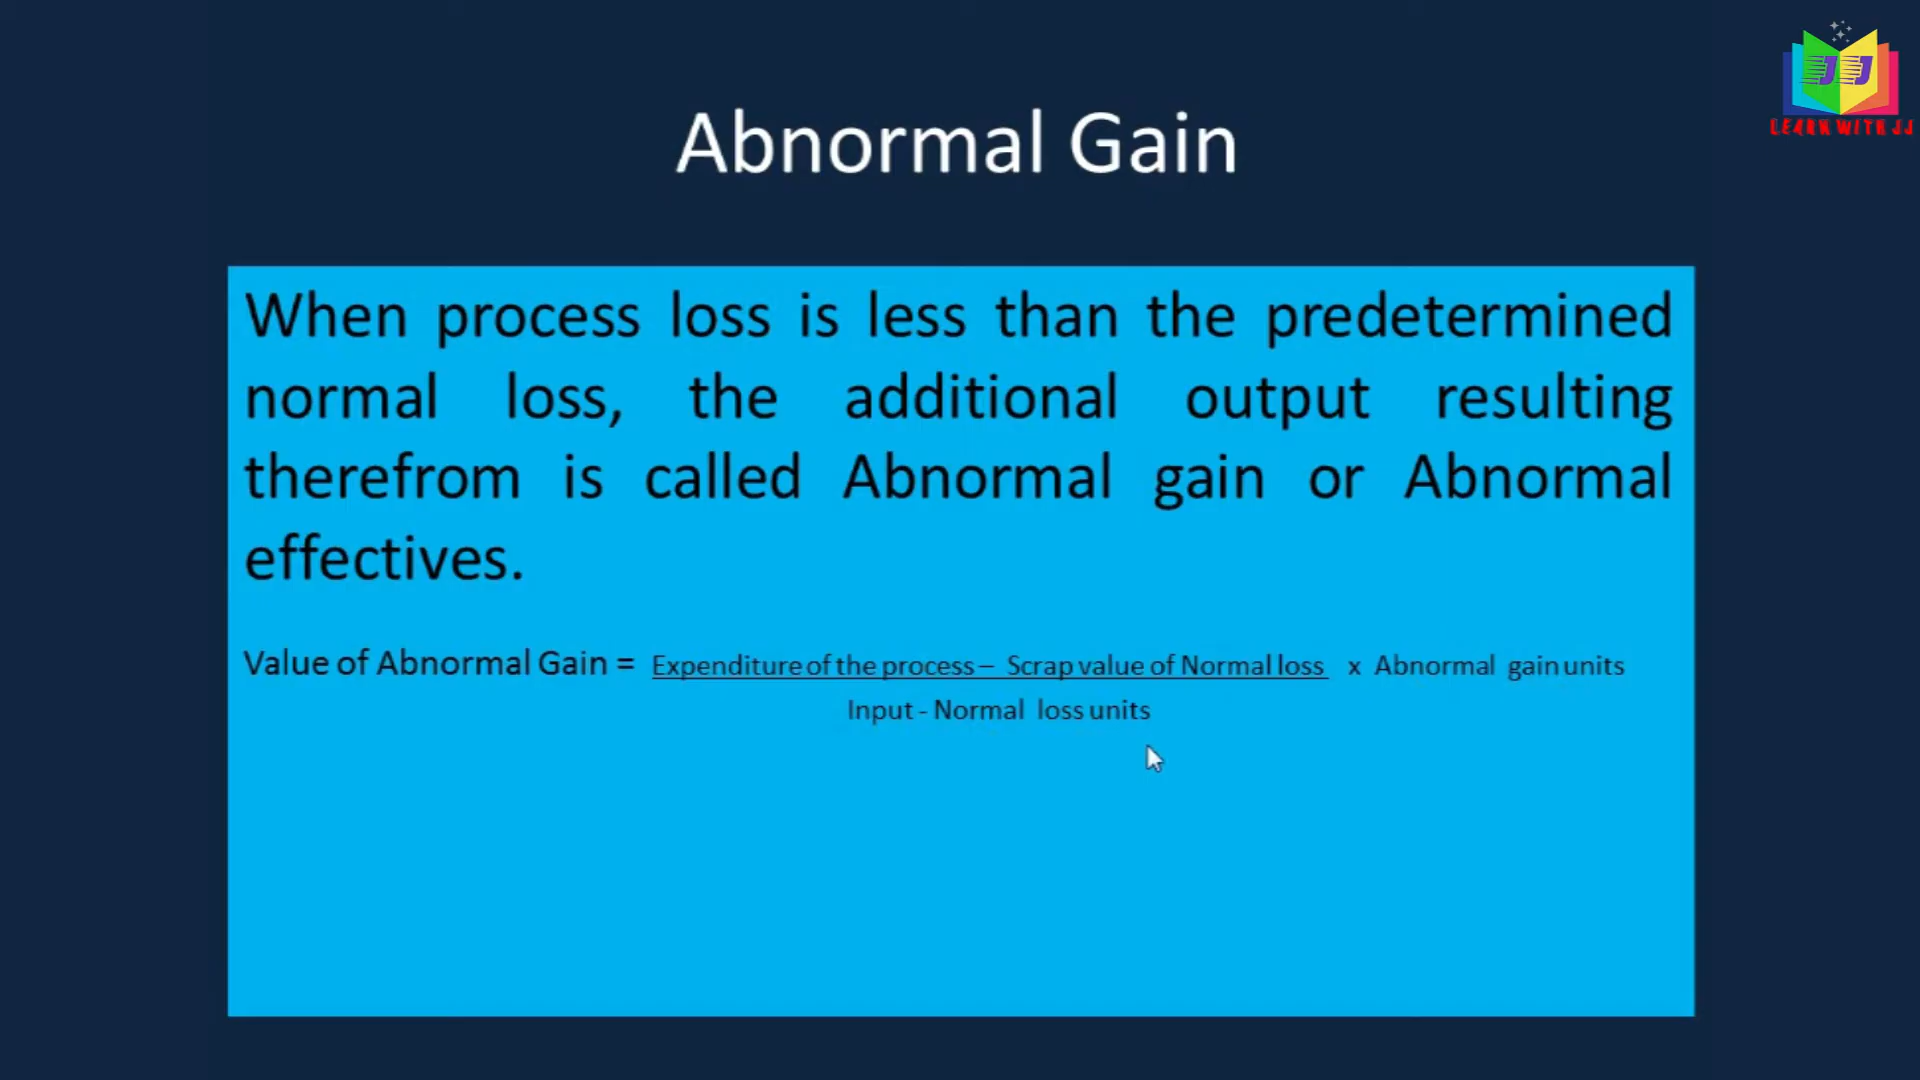 JJ
LEARN WITH JJ
Abnormal Gain
When process loss is less than the predetermined
normal loss, the additional output resulting
therefrom is called Abnormal gain or Abnormal
effectives.
Value of Abnormal Gain = Expenditure of the process – Scrap value of Normal loss x Abnormal gain units
Input - Normal loss units